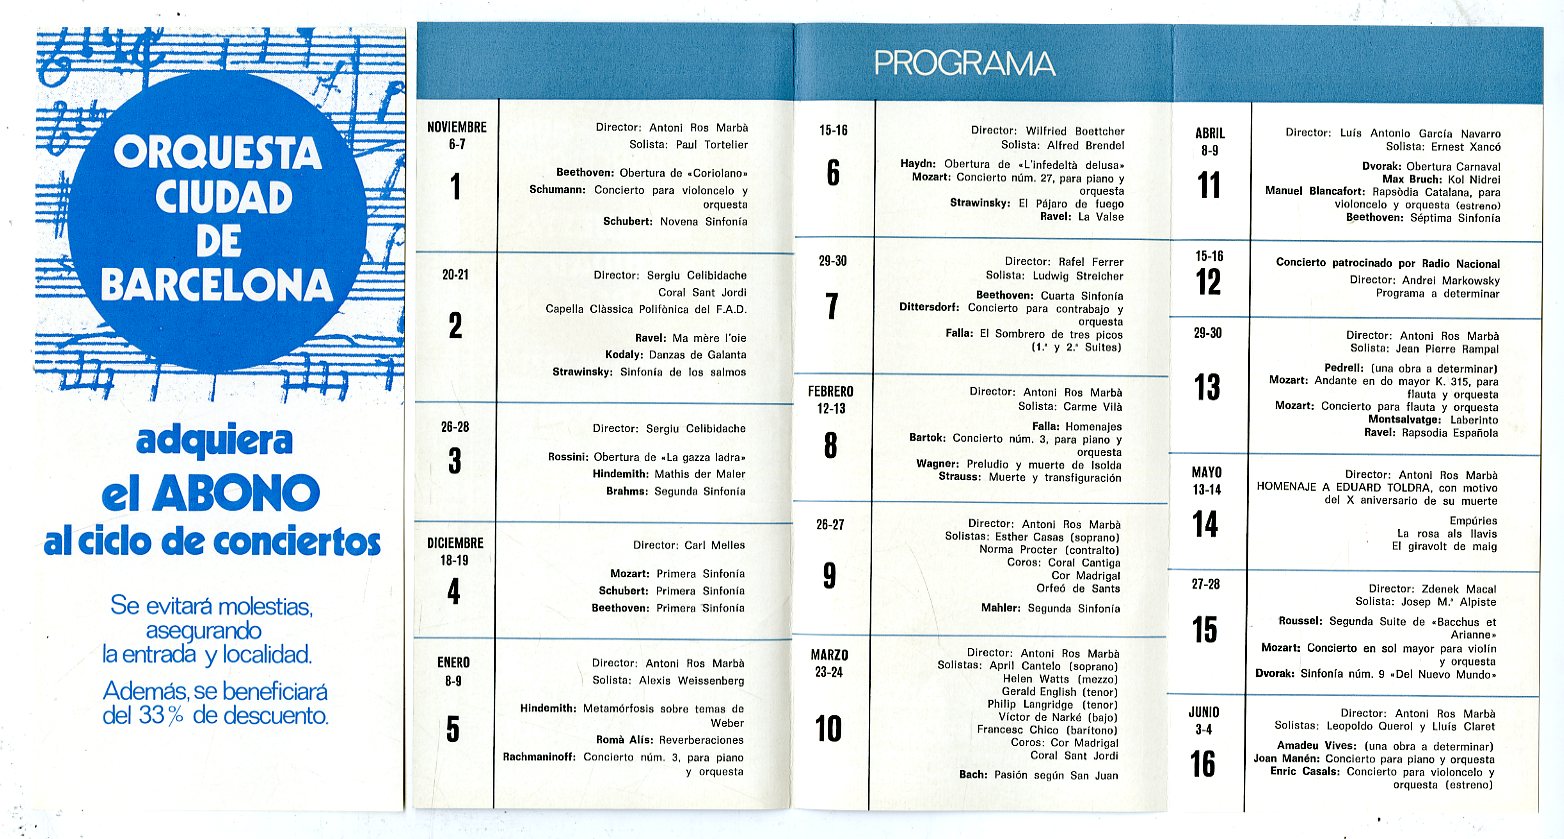 ORQUESTA
CIUDAD
DE
BARCELONA
adquiera
el ABONO
al ciclo de conciertos
Se evitará molestias,
asegurando
la entrada y localidad.
Además, se beneficiará
del 33% de descuento.
PROGRAMA
NOVIEMBRE
6-7
1
Director: Antoni Ros Marbà
Solista: Paul Tortelier
Beethoven: Obertura de «Coriolano»
Schumann: Concierto para violoncelo y
orquesta
Schubert: Novena Sinfonía
20-21
2
Director: Sergiu Celibidache
Coral Sant Jordi
Capella Clàssica Polifònica del F.A.D.
Ravel: Ma mère l'oie
Kodaly: Danzas de Galanta
Strawinsky: Sinfonía de los salmos
26-28
3
Director: Sergiu Celibidache
Rossini: Obertura de «La gazza ladra»
Hindemith: Mathis der Maler
Brahms: Segunda Sinfonía
DICIEMBRE
18-19
4
Director: Carl Melles
Mozart: Primera Sinfonía
Schubert: Primera Sinfonía
Beethoven: Primera Sinfonía
ENERO
8-9
5
Director: Antoni Ros Marbà
Solista: Alexis Weissenberg
Hindemith: Metamórfosis sobre temas de
Weber
Romà Alís: Reverberaciones
Rachmaninoff: Concierto núm. 3, para piano
y orquesta
15-16
6
Director: Wilfried Boettcher
Solista: Alfred Brendel
Haydn: Obertura de «L'infedeltà delusa»
Mozart: Concierto núm. 27, para piano y
orquesta
Strawinsky: El Pájaro de fuego
Ravel: La Valse
29-30
7
Director: Rafel Ferrer
Solista: Ludwig Streicher
Beethoven: Cuarta Sinfonía
Dittersdorf: Concierto para contrabajo y
orquesta
Falla: El Sombrero de tres picos
(1.ª y 2.ª Suites)
FEBRERO
12-13
8
Director: Antoni Ros Marbà
Solista: Carme Vilà
Falla: Homenajes
Bartok: Concierto núm. 3, para piano y
orquesta
Wagner: Preludio y muerte de Isolda
Strauss: Muerte y transfiguración
26-27
9
Director: Antoni Ros Marbà
Solistas: Esther Casas (soprano)
Norma Procter (contralto)
Coros: Coral Cantiga
Cor Madrigal
Orfeó de Sants
Mahler: Segunda Sinfonía
MARZO
23-24
10
Director: Antoni Ros Marbà
Solistas: April Cantelo (soprano)
Helen Watts (mezzo)
Gerald English (tenor)
Philip Langridge (tenor)
Víctor de Narké (bajo)
Francesc Chico (barítono)
Coros: Cor Madrigal
Coral Sant Jordi
Bach: Pasión según San Juan
ABRIL
8-9
11
Director: Luís Antonio García Navarro
Solista: Ernest Xancó
Dvorak: Obertura Carnaval
Max Bruch: Kol Nidrei
Manuel Blancafort: Rapsòdia Catalana, para
violoncelo y orquesta (estreno)
Beethoven: Séptima Sinfonía
15-16
12
Concierto patrocinado por Radio Nacional
Director: Andrei Markowsky
Programa a determinar
29-30
13
Director: Antoni Ros Marbà
Solista: Jean Pierre Rampal
Pedrell: (una obra a determinar)
Mozart: Andante en do mayor K. 315, para
flauta y orquesta
Mozart: Concierto para flauta y orquesta
Montsalvatge: Laberinto
Ravel: Rapsodia Española
MAYO
13-14
14
Director: Antoni Ros Marbà
HOMENAJE A EDUARD TOLDRA, con motivo
del X aniversario de su muerte
Empúries
La rosa als llavis
El giravolt de maig
27-28
15
Director: Zdenek Macal
Solista: Josep M.ª Alpiste
Roussel: Segunda Suite de «Bacchus et
Arianne»
Mozart: Concierto en sol mayor para violín
y orquesta
Dvorak: Sinfonía núm. 9 «Del Nuevo Mundo»
JUNIO
3-4
16
Director: Antoni Ros Marbà
Solistas: Leopoldo Querol y Lluís Claret
Amadeu Vives: (una obra a determinar)
Joan Manén: Concierto para piano y orquesta
Enric Casals: Concierto para violoncelo y
orquesta (estreno)